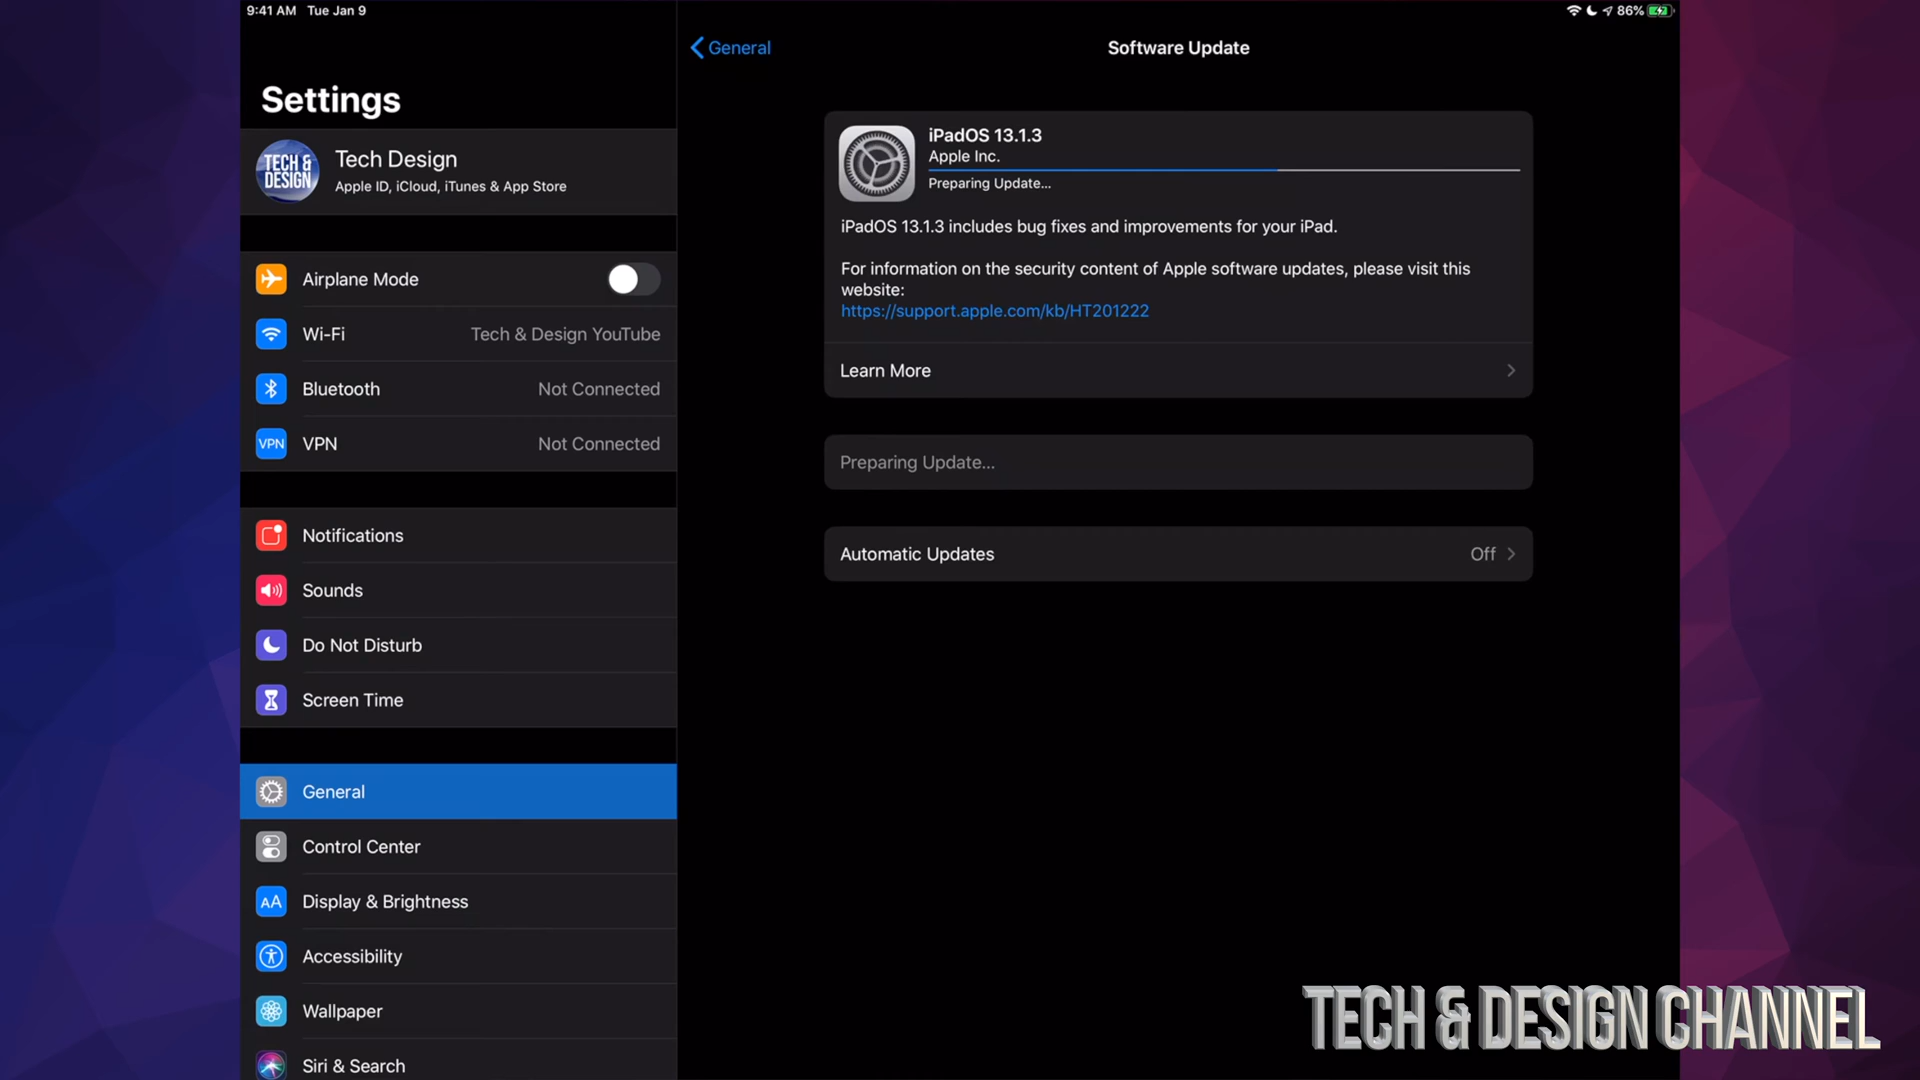 9:41 AM Tue Jan 9
86%
Settings
TECH &
DESIGN
Tech Design
Apple ID, iCloud, iTunes & App Store
Airplane Mode
Wi-Fi Tech & Design YouTube
Bluetooth Not Connected
VPN VPN Not Connected
Notifications
Sounds
Do Not Disturb
Screen Time
General
Control Center
AA Display & Brightness
Accessibility
Wallpaper
Siri & Search
General
Software Update
iPadOS 13.1.3
Apple Inc.
Preparing Update...
iPadOS 13.1.3 includes bug fixes and improvements for your iPad.
For information on the security content of Apple software updates, please visit this
website:
https://support.apple.com/kb/HT201222
Learn More
Preparing Update...
Automatic Updates Off
TECH & DESIGN CHANNEL